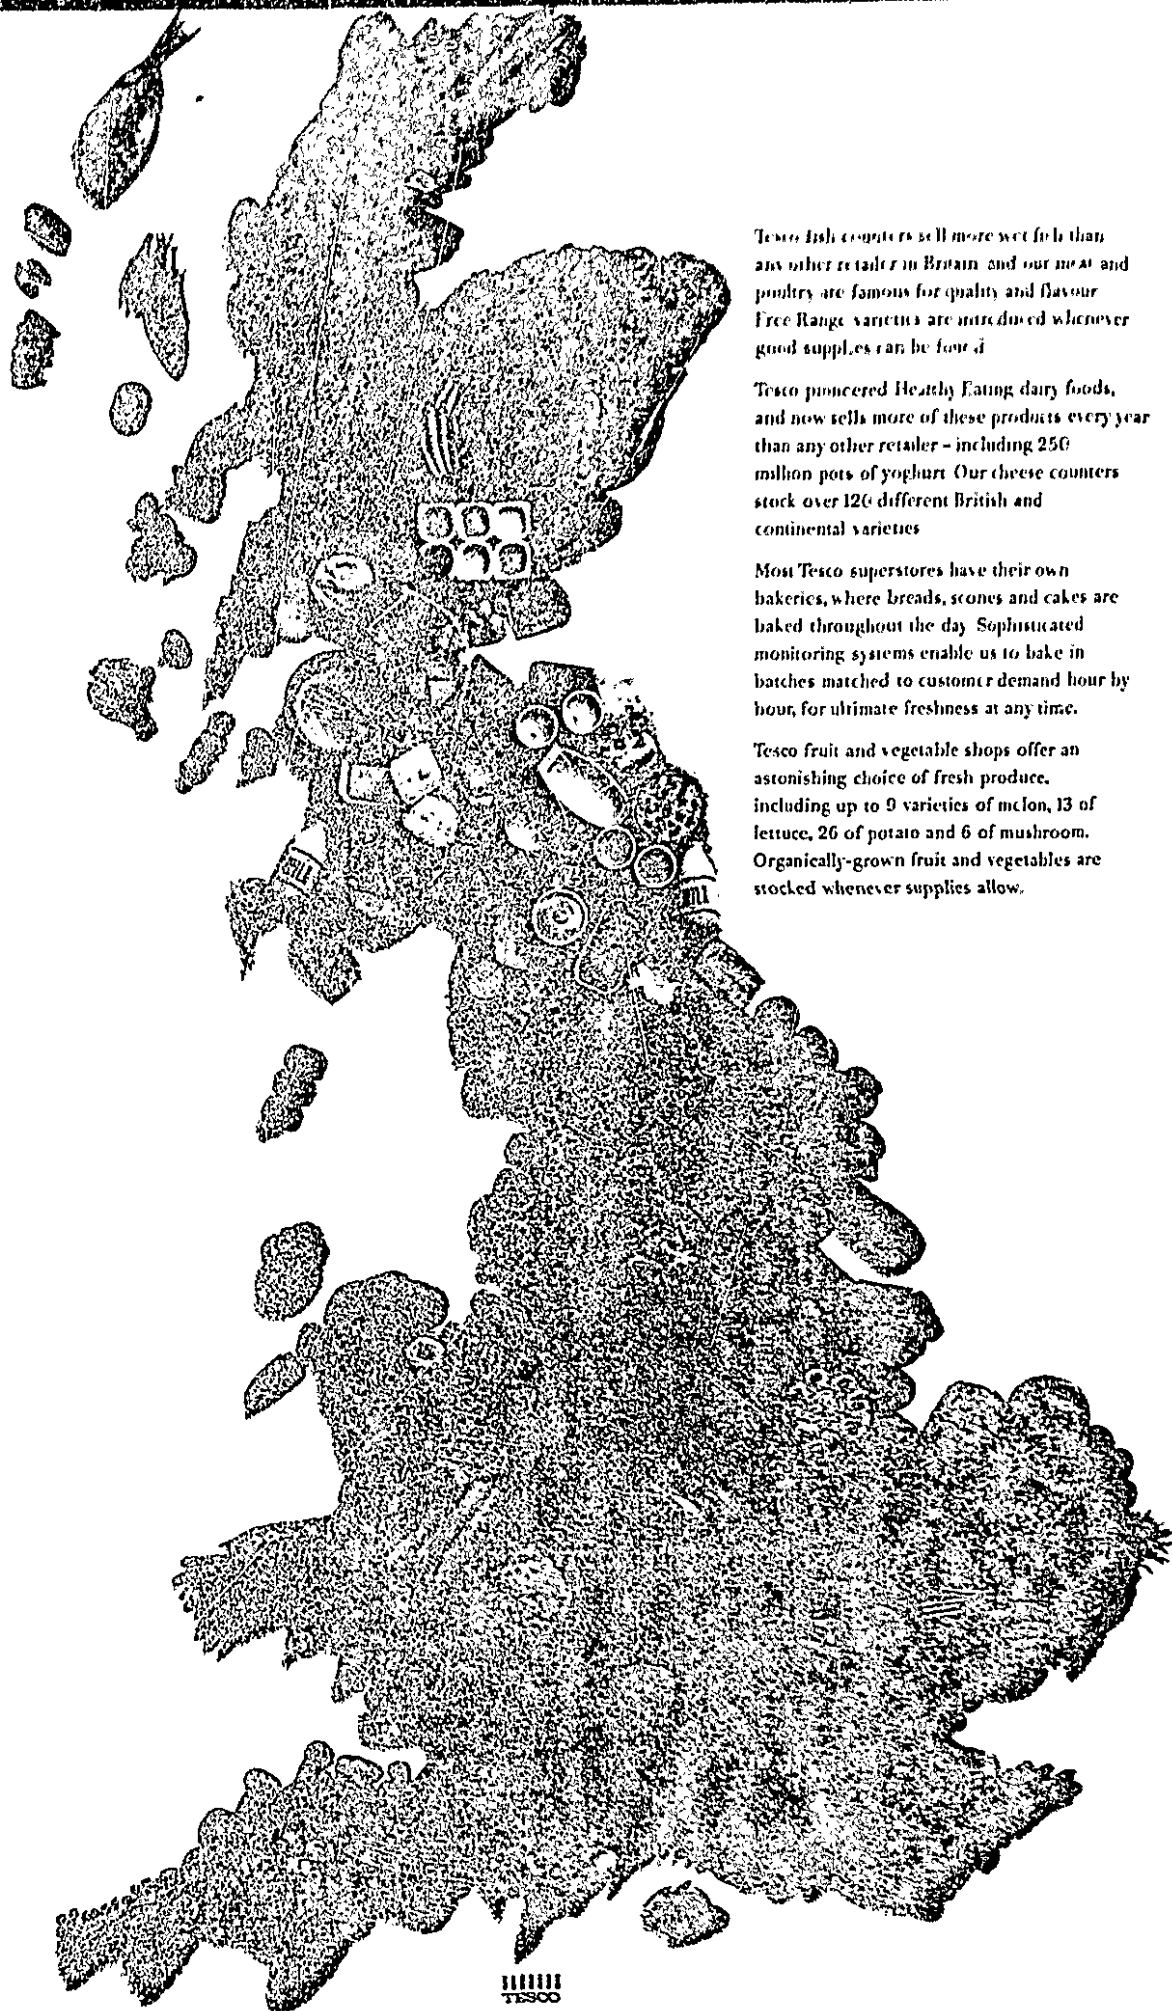 Tesco fish counters sell more wet fish than
any other retailer in Britain and our meat and
poultry are famous for quality and flavour
Free Range varieties are introduced whenever
good supplies can be found
Tesco pioneered Healthy Eating dairy foods,
and now sells more of these products every year
than any other retailer – including 250
million pots of yoghurt Our cheese counters
stock over 120 different British and
continental varieties
Most Tesco superstores have their own
bakeries, where breads, scones and cakes are
baked throughout the day Sophisticated
monitoring systems enable us to bake in
batches matched to customer demand hour by
hour, for ultimate freshness at any time.
Tesco fruit and vegetable shops offer an
astonishing choice of fresh produce,
including up to 9 varieties of melon, 13 of
lettuce, 26 of potato and 6 of mushroom.
Organically-grown fruit and vegetables are
stocked whenever supplies allow.
TESCO